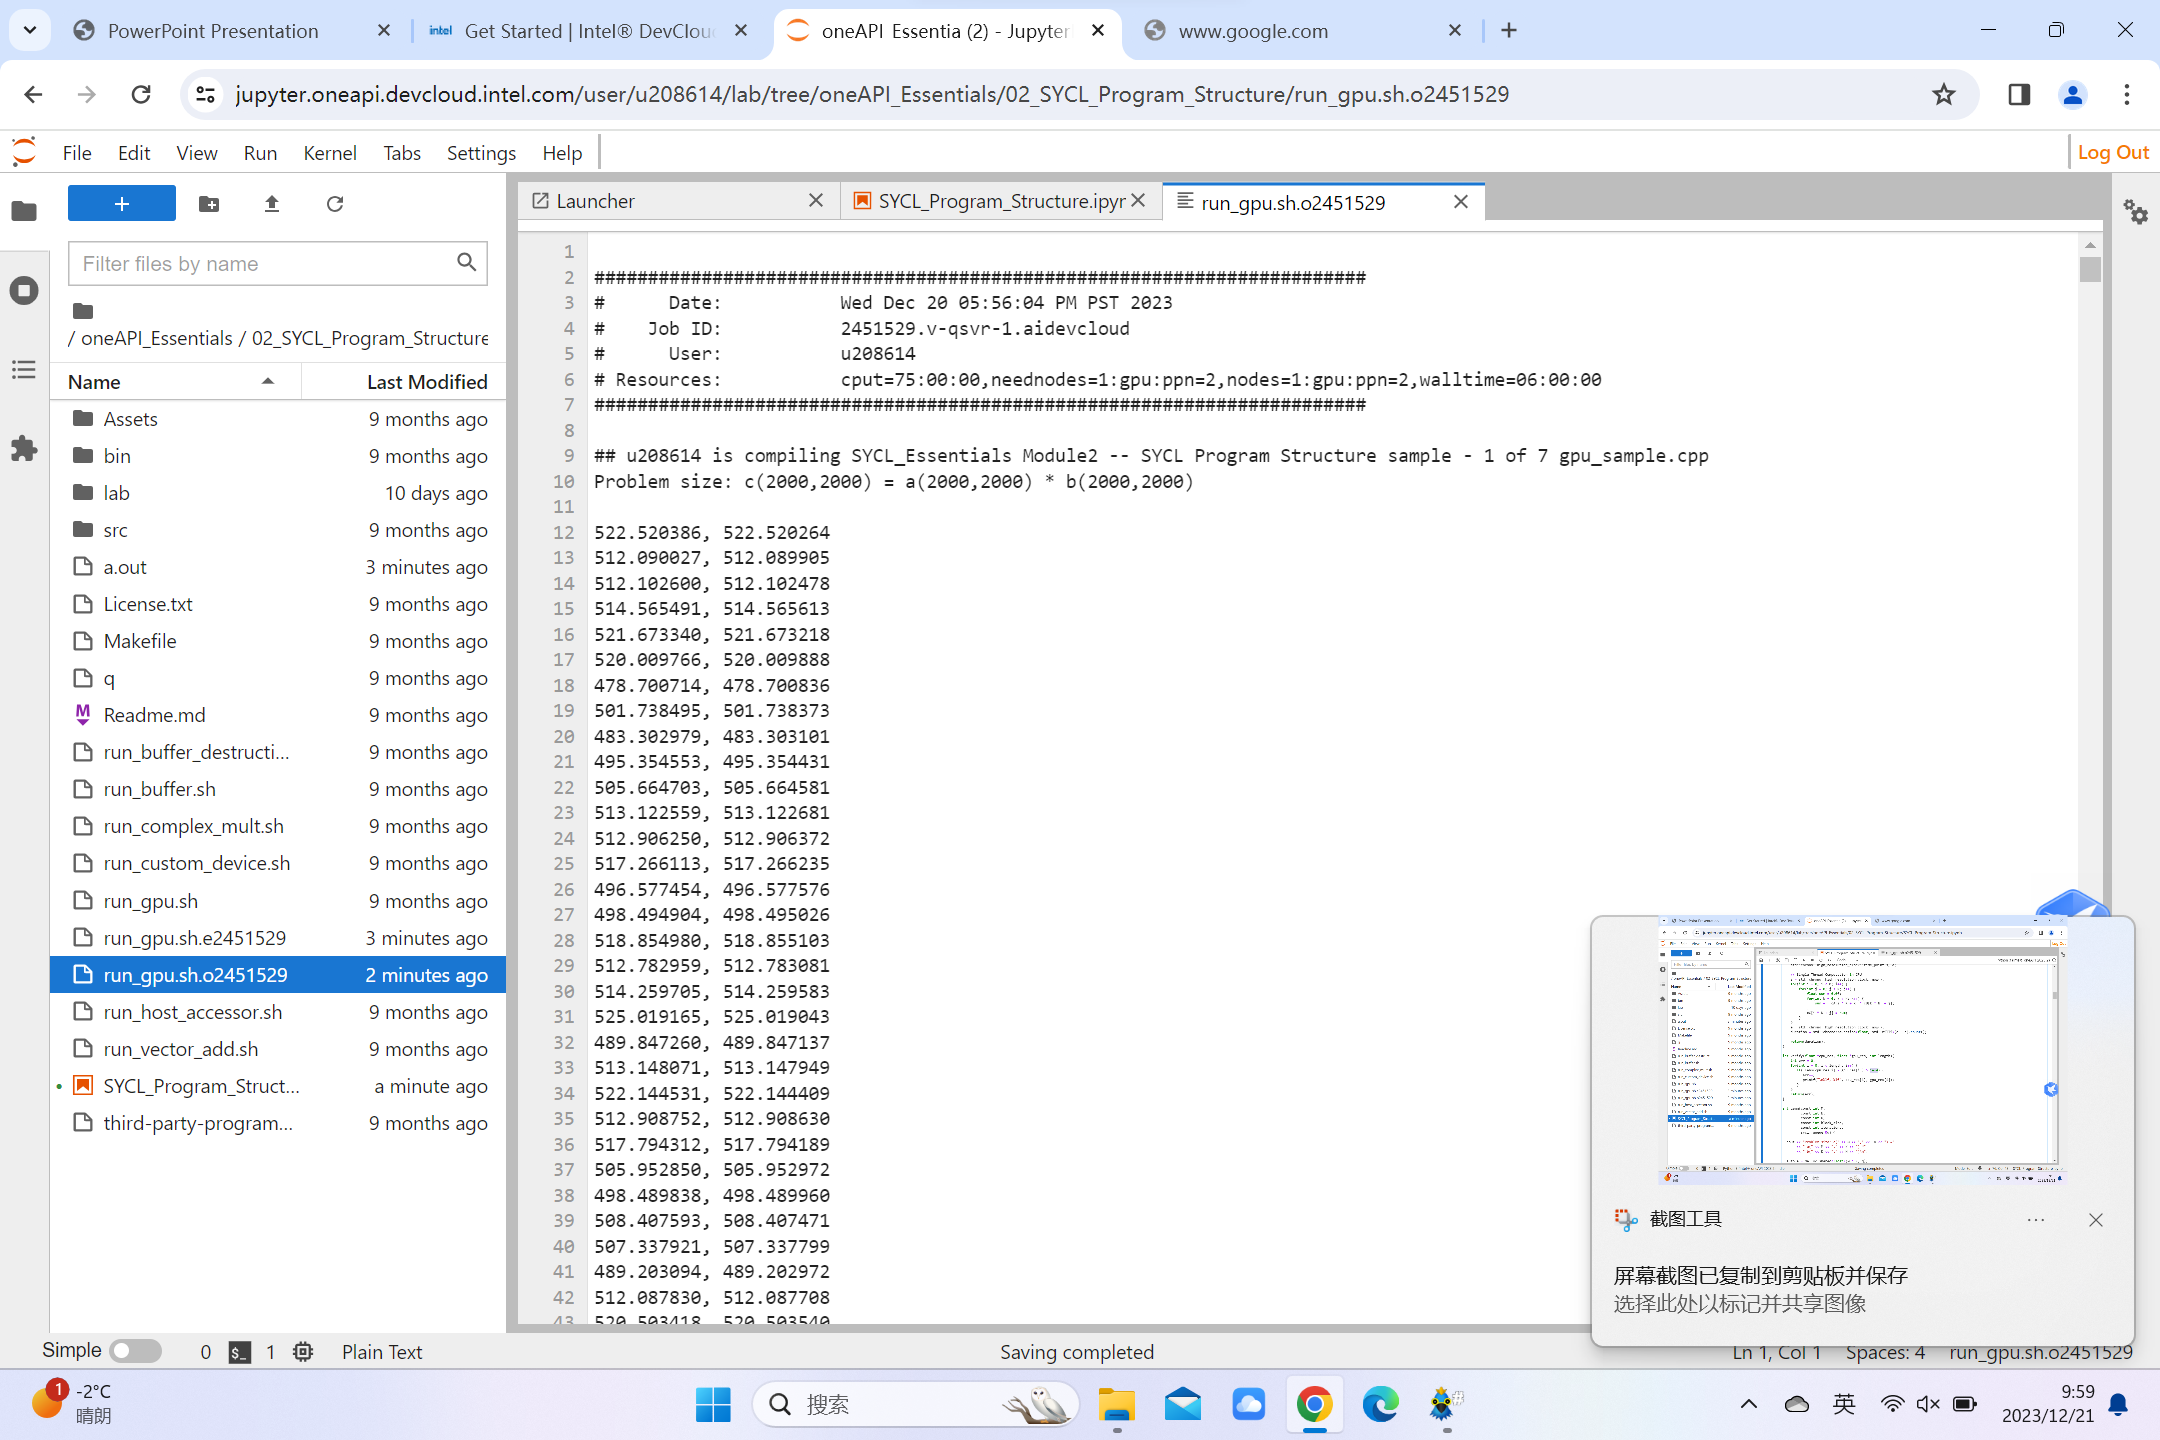 PowerPoint Presentation
Get Started | Intel® DevClou
oneAPI_Essentia (2) - Jupyter
www.google.com
jupyter.oneapi.devcloud.intel.com/user/u208614/lab/tree/oneAPI_Essentials/02_SYCL_Program_Structure/run_gpu.sh.o2451529
File Edit View Run Kernel Tabs Settings Help
Log Out
Launcher
SYCL_Program_Structure.ipyr
run_gpu.sh.o2451529
Filter files by name
/ oneAPI_Essentials / 02_SYCL_Program_Structure
Name Last Modified
Assets 9 months ago
bin 9 months ago
lab 10 days ago
src 9 months ago
a.out 3 minutes ago
License.txt 9 months ago
Makefile 9 months ago
q 9 months ago
Readme.md 9 months ago
run_buffer_destructi... 9 months ago
run_buffer.sh 9 months ago
run_complex_mult.sh 9 months ago
run_custom_device.sh 9 months ago
run_gpu.sh 9 months ago
run_gpu.sh.e2451529 3 minutes ago
run_gpu.sh.o2451529 2 minutes ago
run_host_accessor.sh 9 months ago
run_vector_add.sh 9 months ago
SYCL_Program_Struct... a minute ago
third-party-program... 9 months ago
1
2 ########################################################################
3 # Date: Wed Dec 20 05:56:04 PM PST 2023
4 # Job ID: 2451529.v-qsvr-1.aidevcloud
5 # User: u208614
6 # Resources: cput=75:00:00,neednodes=1:gpu:ppn=2,nodes=1:gpu:ppn=2,walltime=06:00:00
7 ########################################################################
8
9 ## u208614 is compiling SYCL_Essentials Module2 -- SYCL Program Structure sample - 1 of 7 gpu_sample.cpp
10 Problem size: c(2000,2000) = a(2000,2000) * b(2000,2000)
11
12 522.520386, 522.520264
13 512.090027, 512.089905
14 512.102600, 512.102478
15 514.565491, 514.565613
16 521.673340, 521.673218
17 520.009766, 520.009888
18 478.700714, 478.700836
19 501.738495, 501.738373
20 483.302979, 483.303101
21 495.354553, 495.354431
22 505.664703, 505.664581
23 513.122559, 513.122681
24 512.906250, 512.906372
25 517.266113, 517.266235
26 496.577454, 496.577576
27 498.494904, 498.495026
28 518.854980, 518.855103
29 512.782959, 512.783081
30 514.259705, 514.259583
31 525.019165, 525.019043
32 489.847260, 489.847137
33 513.148071, 513.147949
34 522.144531, 522.144409
35 512.908752, 512.908630
36 517.794312, 517.794189
37 505.952850, 505.952972
38 498.489838, 498.489960
39 508.407593, 508.407471
40 507.337921, 507.337799
41 489.203094, 489.202972
42 512.087830, 512.087708
43 520.503418, 520.503540
截图工具
屏幕截图已复制到剪贴板并保存
选择此处以标记并共享图像
Simple 0 1 Plain Text
Saving completed
Ln 1, Col 1 Spaces: 4 run_gpu.sh.o2451529
1
-2°C
晴朗
搜索
英
9:59
2023/12/21